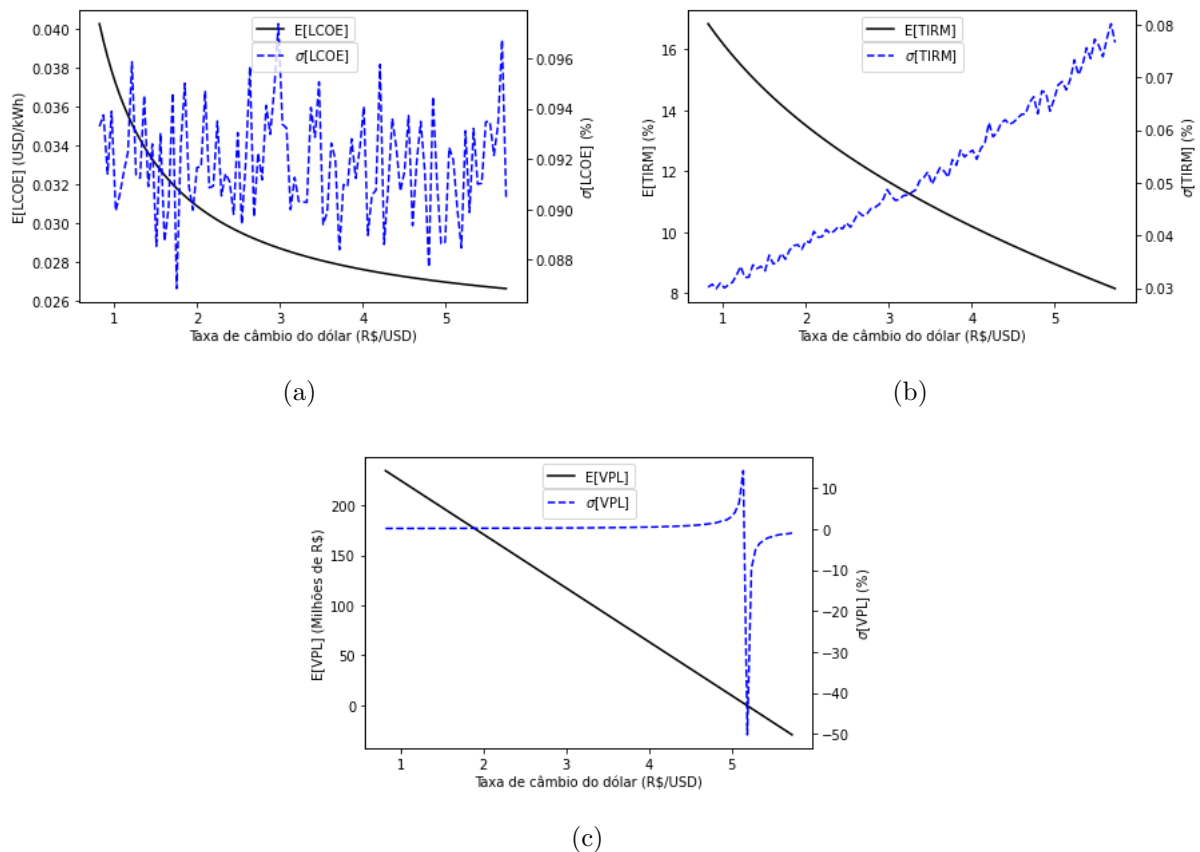 E[LCOE]
σ[LCOE]
0.040
0.038
0.036
0.034
0.032
0.030
0.028
0.026
E[LCOE] (USD/kWh)
0.096
0.094
0.092
0.090
0.088
σ[LCOE] (%)
1 2 3 4 5
Taxa de câmbio do dólar (R$/USD)
(a)
E[TIRM]
σ[TIRM]
16
14
12
10
8
E[TIRM] (%)
0.08
0.07
0.06
0.05
0.04
0.03
σ[TIRM] (%)
1 2 3 4 5
Taxa de câmbio do dólar (R$/USD)
(b)
E[VPL]
σ[VPL]
200
150
100
50
0
E[VPL] (Milhões de R$)
10
0
−10
−20
−30
−40
−50
σ[VPL] (%)
1 2 3 4 5
Taxa de câmbio do dólar (R$/USD)
(c)